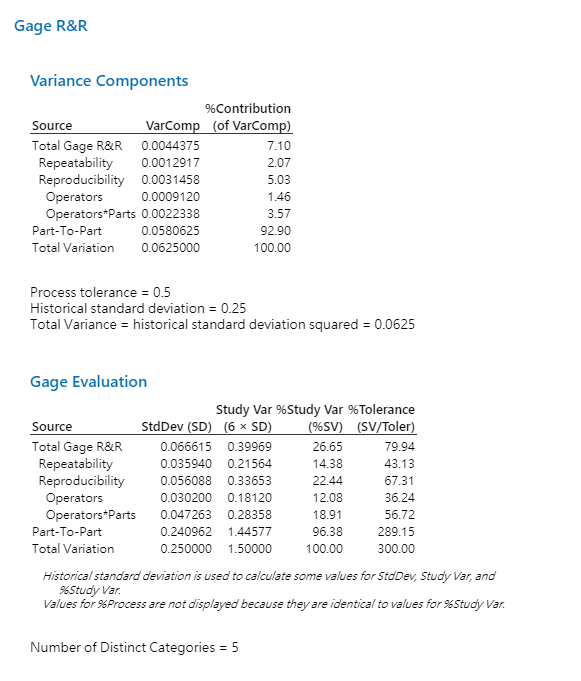 Gage R&R
Variance Components
%Contribution
Source VarComp (of VarComp)
Total Gage R&R 0.0044375 7.10
Repeatability 0.0012917 2.07
Reproducibility 0.0031458 5.03
Operators 0.0009120 1.46
Operators*Parts 0.0022338 3.57
Part-To-Part 0.0580625 92.90
Total Variation 0.0625000 100.00
Process tolerance = 0.5
Historical standard deviation = 0.25
Total Variance = historical standard deviation squared = 0.0625
Gage Evaluation
Study Var %Study Var %Tolerance
Source StdDev (SD) (6 × SD) (%SV) (SV/Toler)
Total Gage R&R 0.066615 0.39969 26.65 79.94
Repeatability 0.035940 0.21564 14.38 43.13
Reproducibility 0.056088 0.33653 22.44 67.31
Operators 0.030200 0.18120 12.08 36.24
Operators*Parts 0.047263 0.28358 18.91 56.72
Part-To-Part 0.240962 1.44577 96.38 289.15
Total Variation 0.250000 1.50000 100.00 300.00
Historical standard deviation is used to calculate some values for StdDev, Study Var, and
%Study Var.
Values for %Process are not displayed because they are identical to values for %Study Var.
Number of Distinct Categories = 5